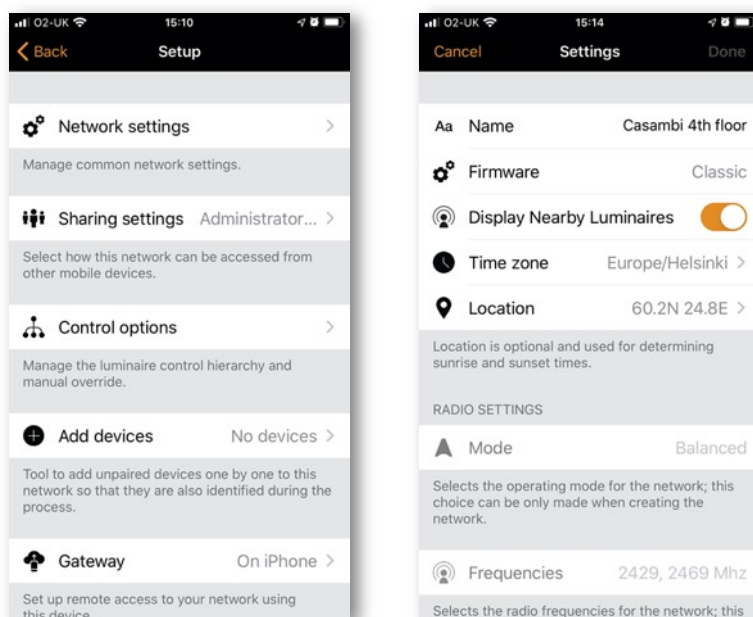 O2-UK
15:10
Back
Setup
Network settings
Manage common network settings.
Sharing settings Administrator...
Select how this network can be accessed from
other mobile devices.
Control options
Manage the luminaire control hierarchy and
manual override.
Add devices No devices
Tool to add unpaired devices one by one to this
network so that they are also identified during the
process.
Gateway On iPhone
Set up remote access to your network using
this device.
O2-UK
15:14
Cancel Settings Done
Aa Name Casambi 4th floor
Firmware Classic
Display Nearby Luminaires
Time zone Europe/Helsinki
Location 60.2N 24.8E
Location is optional and used for determining
sunrise and sunset times.
RADIO SETTINGS
Mode Balanced
Selects the operating mode for the network; this
choice can be only made when creating the
network.
Frequencies 2429, 2469 Mhz
Selects the radio frequencies for the network; this